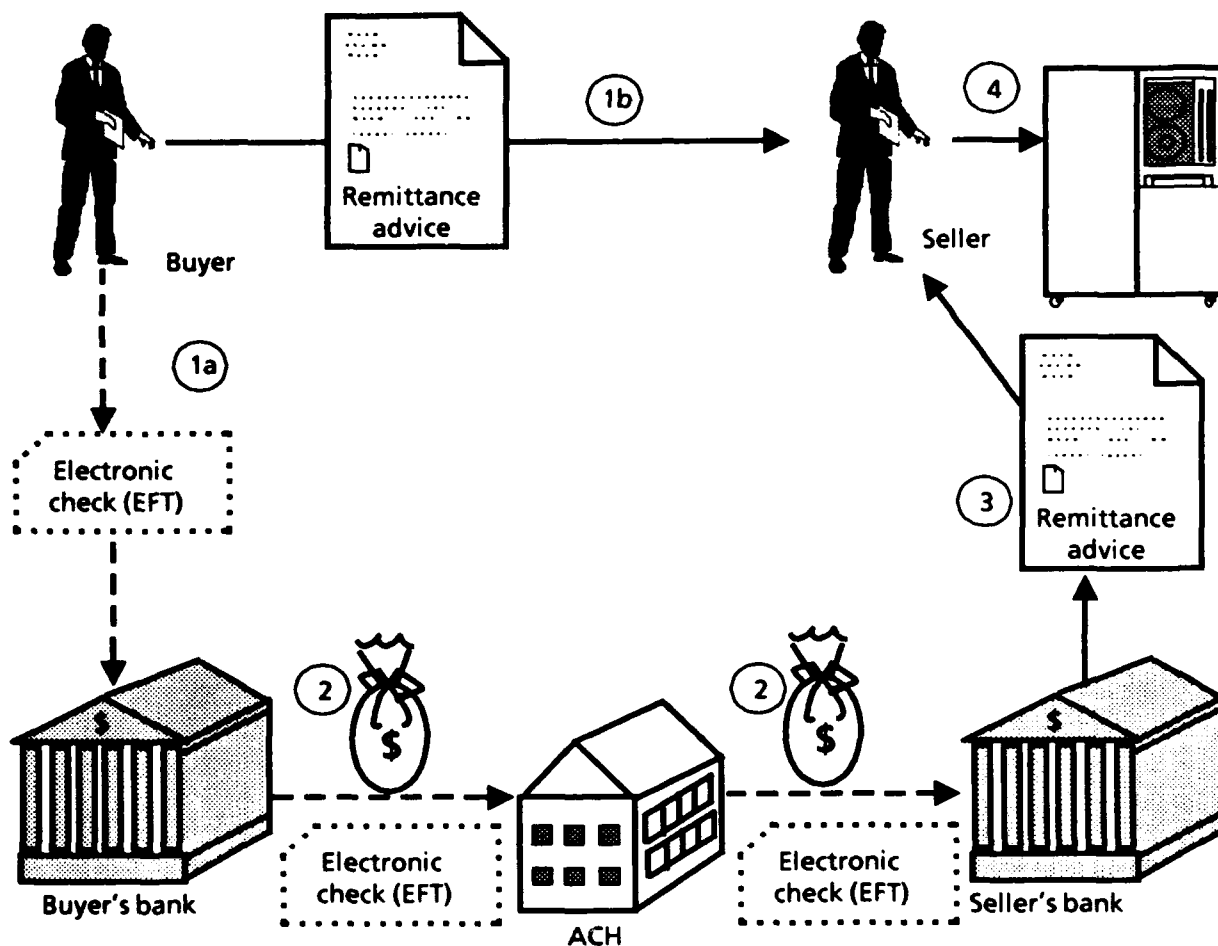 1b
4
Remittance
advice
Buyer
Seller
1a
Electronic
check (EFT)
3
Remittance
advice
2
$
2
$
$
$
Electronic
check (EFT)
Electronic
check (EFT)
Buyer's bank
ACH
Seller's bank